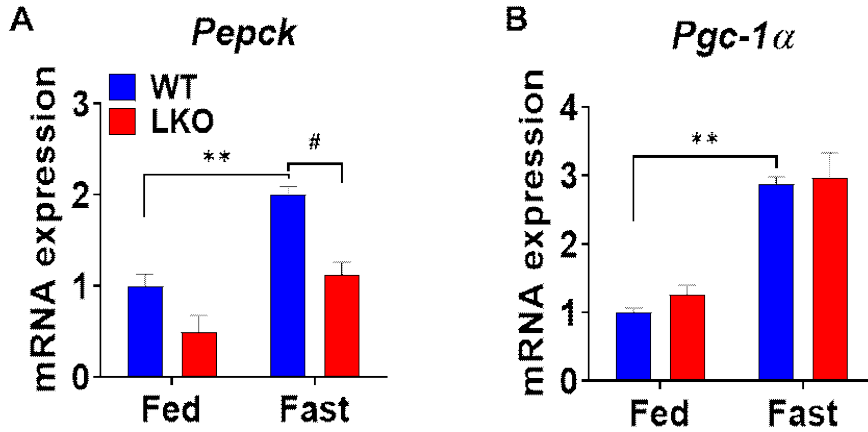 A
Pepck
mRNA expression
WT
LKO
3
2
1
0
**
#
Fed
Fast
B
Pgc-1α
mRNA expression
4
3
2
1
0
**
Fed
Fast